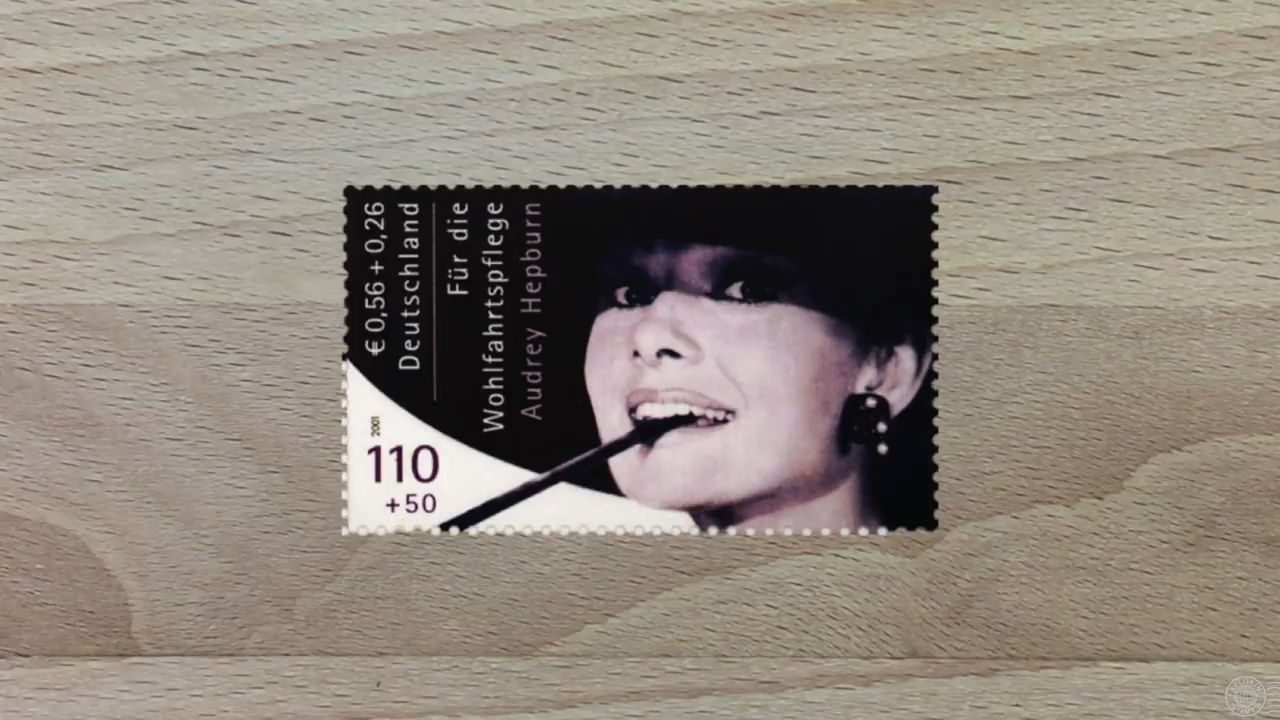 € 0,56 + 0,26
Deutschland
Für die
Wohlfahrtspflege
Audrey Hepburn
2001
110
+50